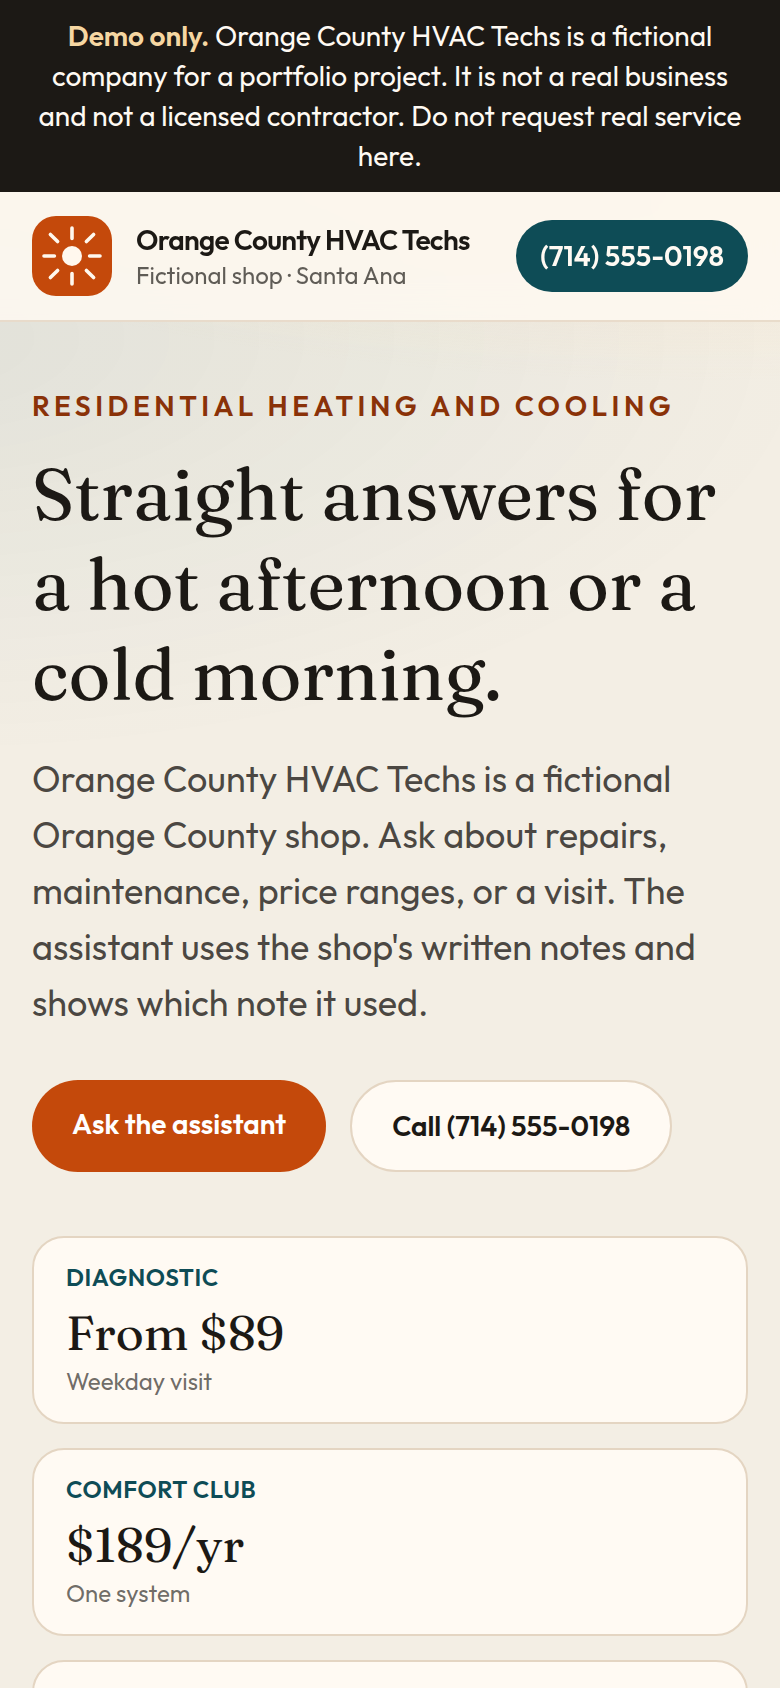 Demo only. Orange County HVAC Techs is a fictional
company for a portfolio project. It is not a real business
and not a licensed contractor. Do not request real service
here.
Orange County HVAC Techs
Fictional shop · Santa Ana
(714) 555-0198
RESIDENTIAL HEATING AND COOLING
Straight answers for
a hot afternoon or a
cold morning.
Orange County HVAC Techs is a fictional
Orange County shop. Ask about repairs,
maintenance, price ranges, or a visit. The
assistant uses the shop's written notes and
shows which note it used.
Ask the assistant
Call (714) 555-0198
DIAGNOSTIC
From $89
Weekday visit
COMFORT CLUB
$189/yr
One system